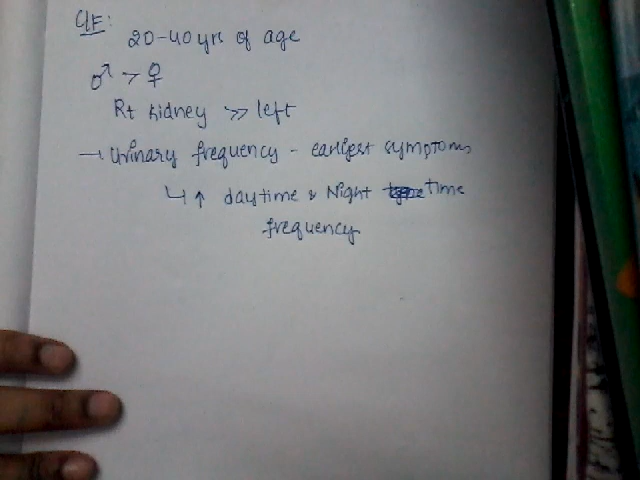 C/F:
20-40 yrs of age
♂ > ♀
Rt kidney >> left
→ Urinary frequency - earliest symptoms
↳ ↑ daytime & Night time
frequency